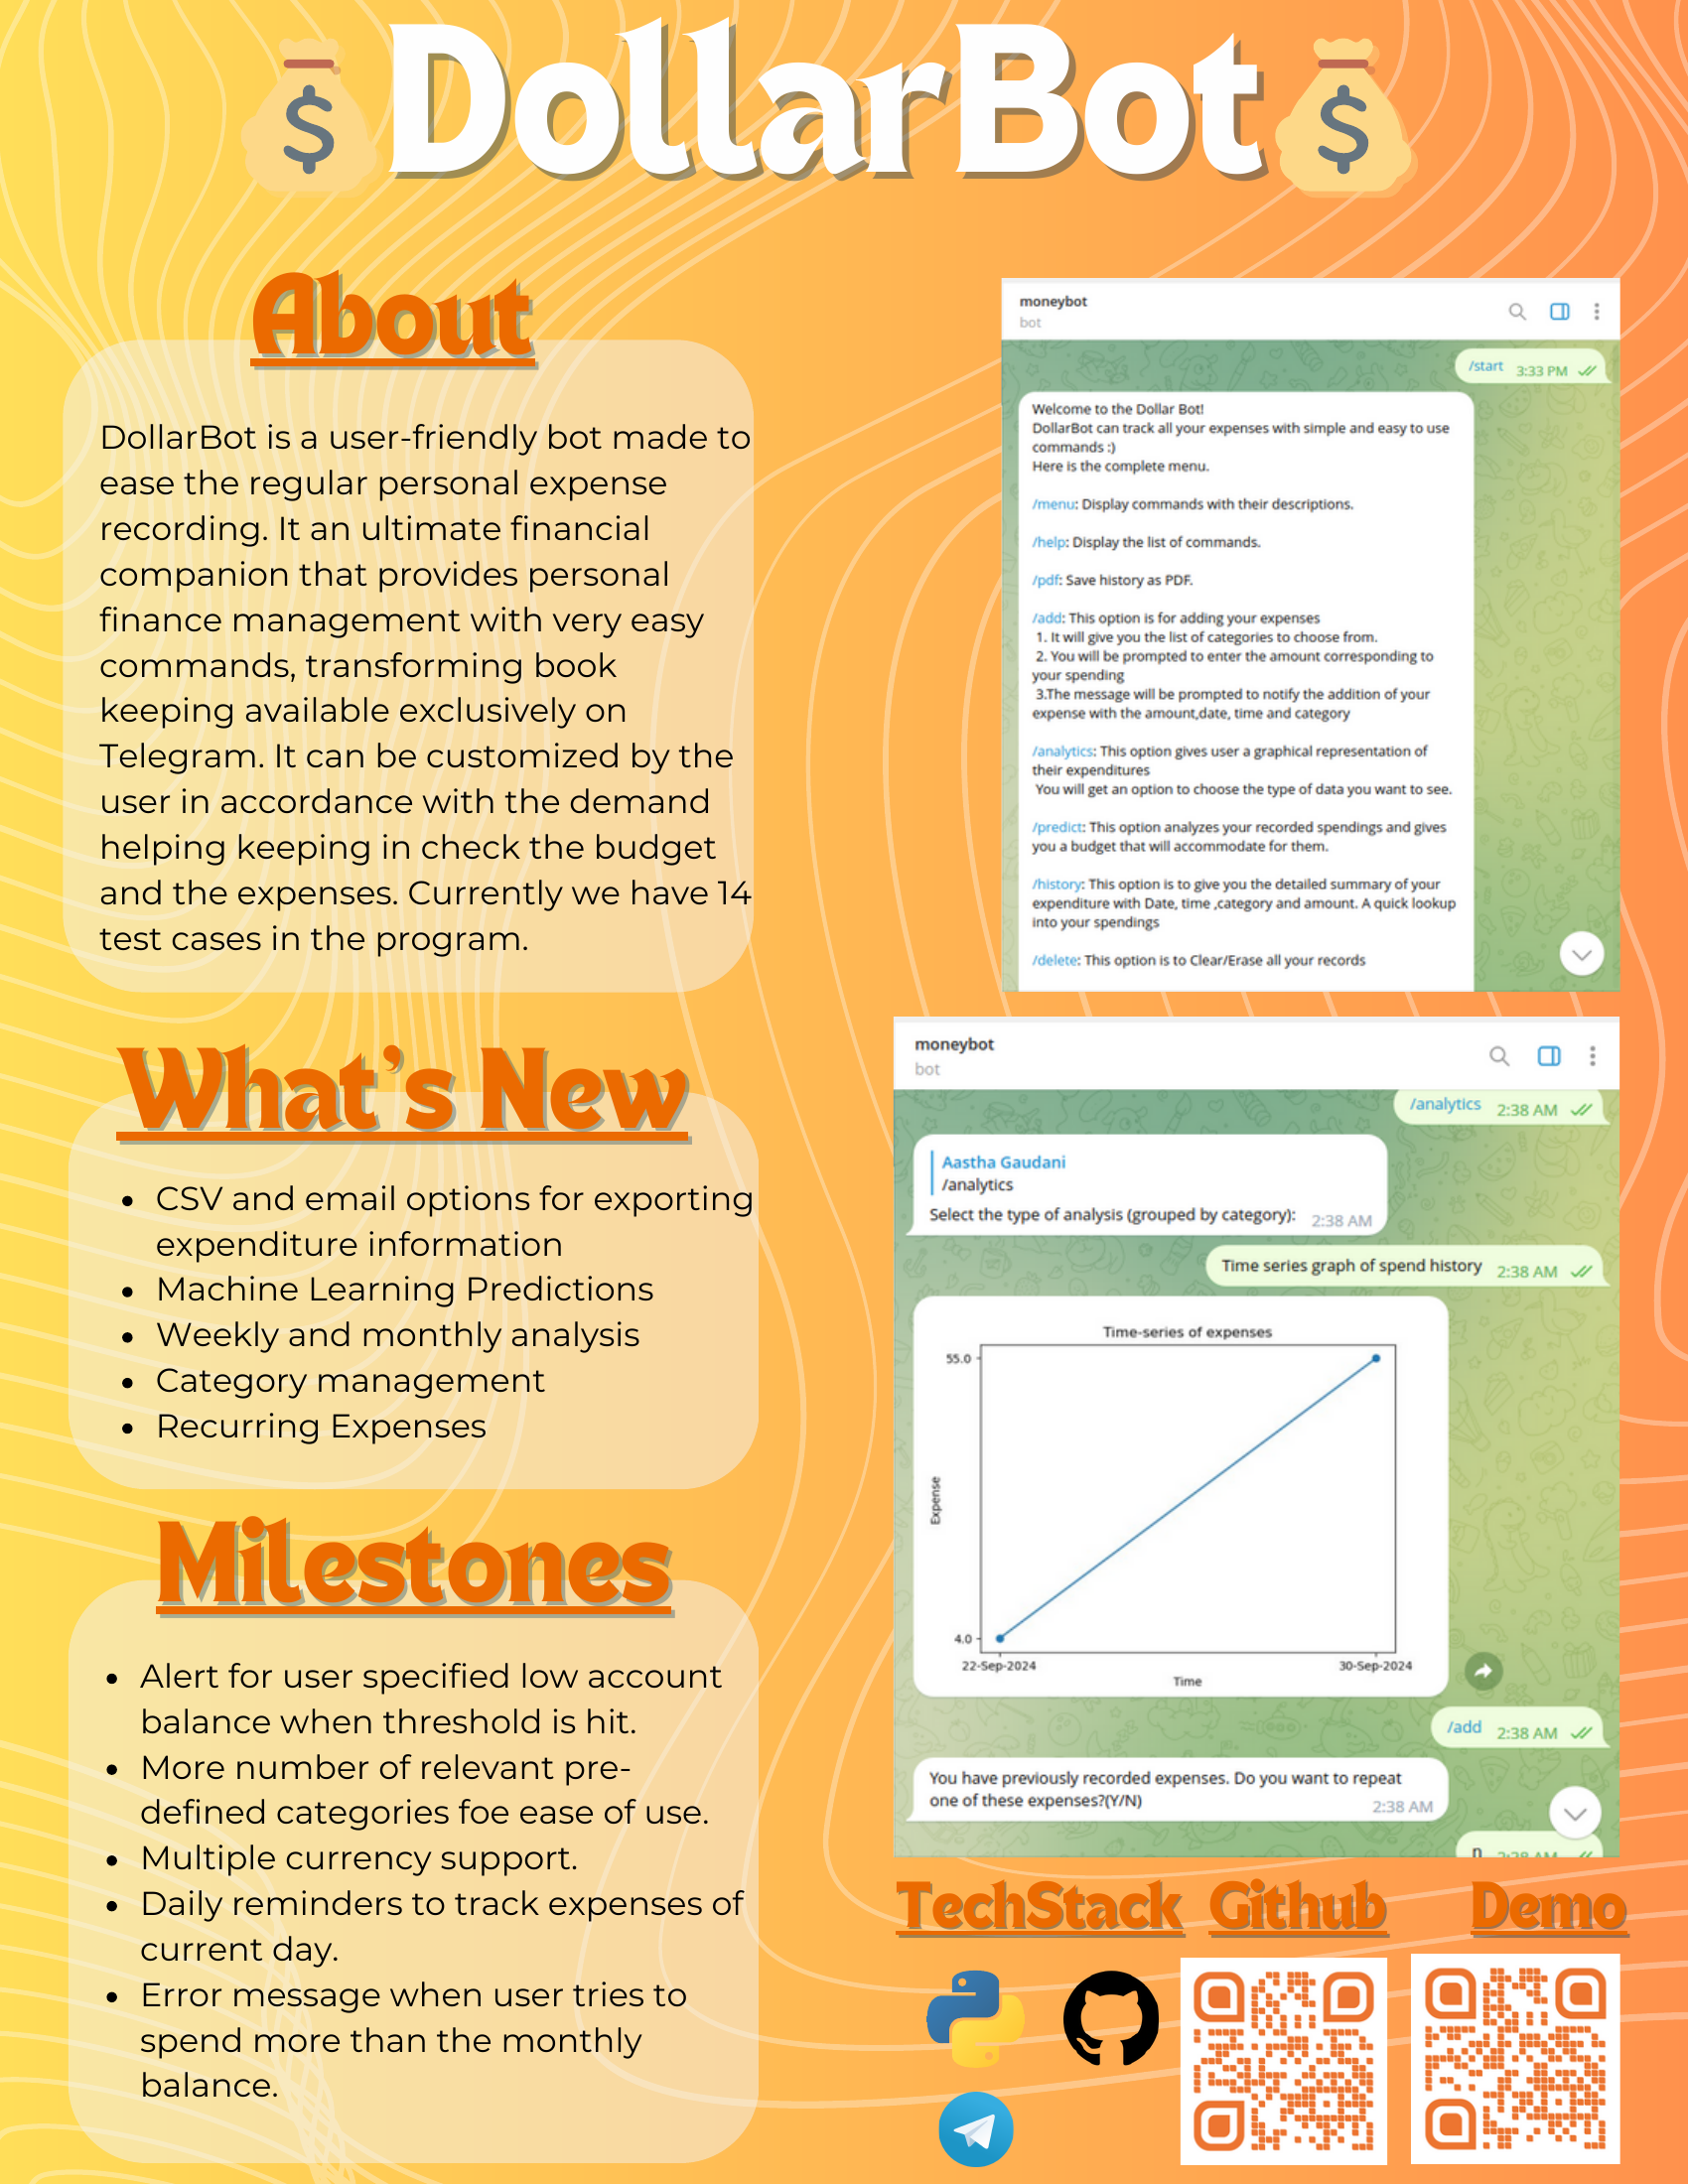 DollarBot
About
DollarBot is a user-friendly bot made to
ease the regular personal expense
recording. It an ultimate financial
companion that provides personal
finance management with very easy
commands, transforming book
keeping available exclusively on
Telegram. It can be customized by the
user in accordance with the demand
helping keeping in check the budget
and the expenses. Currently we have 14
test cases in the program.
What's New
• CSV and email options for exporting
expenditure information
• Machine Learning Predictions
• Weekly and monthly analysis
• Category management
• Recurring Expenses
Milestones
• Alert for user specified low account
balance when threshold is hit.
• More number of relevant pre-
defined categories foe ease of use.
• Multiple currency support.
• Daily reminders to track expenses of
current day.
• Error message when user tries to
spend more than the monthly
balance.
moneybot
bot
/start 3:33 PM
Welcome to the Dollar Bot!
DollarBot can track all your expenses with simple and easy to use
commands :)
Here is the complete menu.
/menu: Display commands with their descriptions.
/help: Display the list of commands.
/pdf: Save history as PDF.
/add: This option is for adding your expenses
1. It will give you the list of categories to choose from.
2. You will be prompted to enter the amount corresponding to
your spending
3.The message will be prompted to notify the addition of your
expense with the amount,date, time and category
/analytics: This option gives user a graphical representation of
their expenditures
You will get an option to choose the type of data you want to see.
/predict: This option analyzes your recorded spendings and gives
you a budget that will accommodate for them.
/history: This option is to give you the detailed summary of your
expenditure with Date, time ,category and amount. A quick lookup
into your spendings
/delete: This option is to Clear/Erase all your records
moneybot
bot
/analytics 2:38 AM
Aastha Gaudani
/analytics
Select the type of analysis (grouped by category): 2:38 AM
Time series graph of spend history 2:38 AM
Time-series of expenses
55.0
Expense
4.0
22-Sep-2024 30-Sep-2024
Time
/add 2:38 AM
You have previously recorded expenses. Do you want to repeat
one of these expenses?(Y/N) 2:38 AM
n 2:38 AM
TechStack Github Demo
$ $